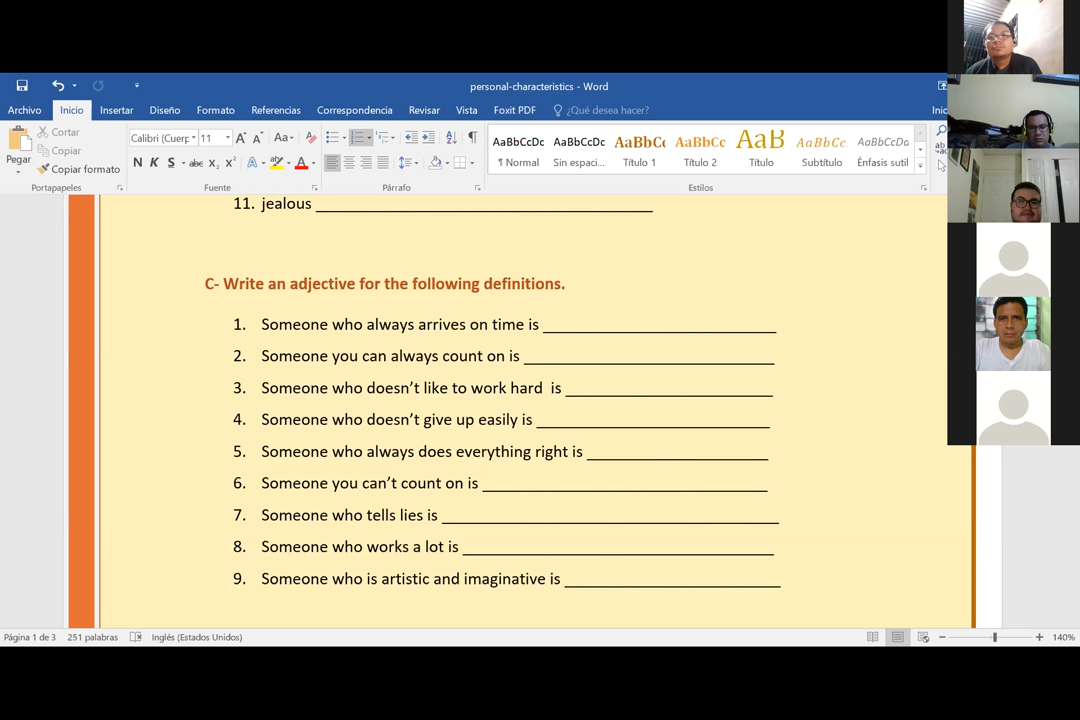 personal-characteristics - Word
Archivo Inicio Insertar Diseño Formato Referencias Correspondencia Revisar Vista Foxit PDF ¿Qué desea hacer? Inic
Pegar
Cortar
Copiar
Copiar formato
Calibri (Cuerp 11 Aa
N K S abc X₂ X² A A
AaBbCcDc AaBbCcDc AaBbCc AaBbCc AaB AaBbCc. AaBbCcDa
¶ Normal Sin espaci... Título 1 Título 2 Título Subtítulo Énfasis sutil
Portapapeles Fuente Párrafo Estilos
11. jealous
C- Write an adjective for the following definitions.
1. Someone who always arrives on time is
2. Someone you can always count on is
3. Someone who doesn’t like to work hard is
4. Someone who doesn’t give up easily is
5. Someone who always does everything right is
6. Someone you can’t count on is
7. Someone who tells lies is
8. Someone who works a lot is
9. Someone who is artistic and imaginative is
Página 1 de 3 251 palabras Inglés (Estados Unidos) 140%